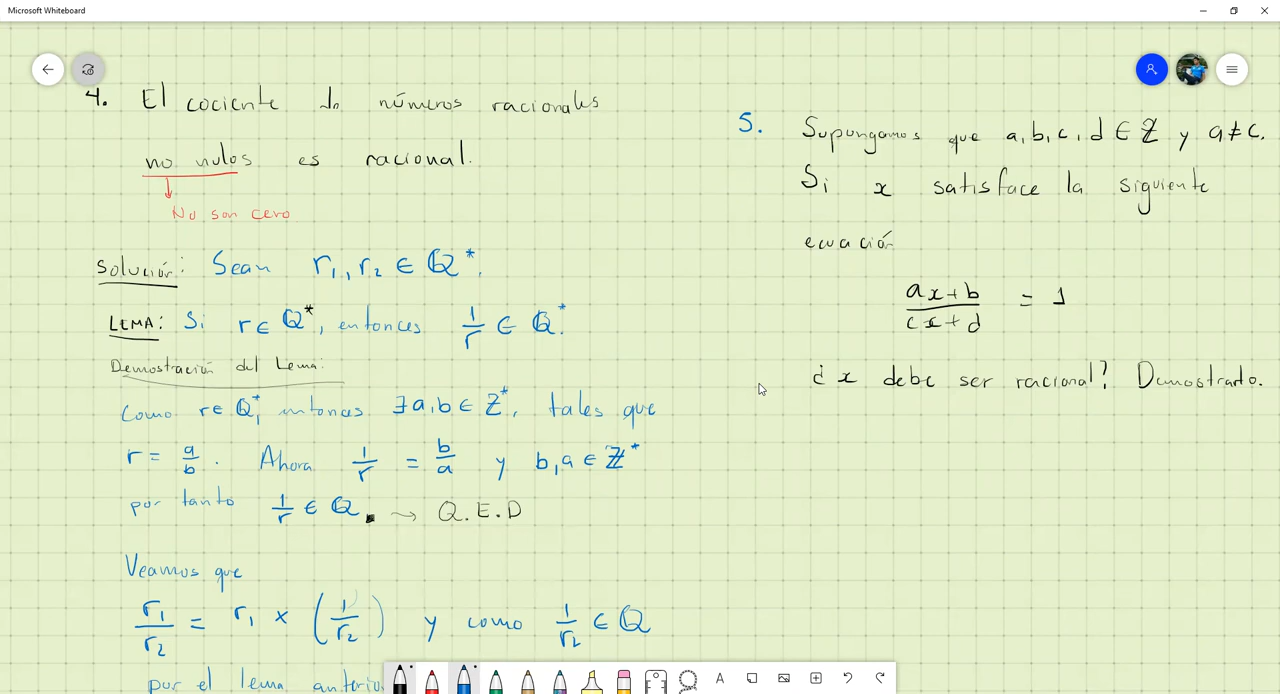 Microsoft Whiteboard
4. El cociente de números racionales
no nulos es racional.
No son cero
Solución: Sean r₁, r₂ ∈ ℚ*.
LEMA: Si r ∈ ℚ*, entonces 1/r ∈ ℚ*.
Demostración del Lema:
Como r ∈ ℚ*, entonces ∃ a, b ∈ ℤ*, tales que
r = a/b. Ahora 1/r = b/a y b, a ∈ ℤ*
por tanto 1/r ∈ ℚ. ⇝ Q.E.D
Veamos que
r₁/r₂ = r₁ × (1/r₂) y como 1/r₂ ∈ ℚ
por el lema anterior
5. Supongamos que a, b, c, d ∈ ℤ y a ≠ c.
Si x satisface la siguiente
ecuación
(ax+b)/(cx+d) = 1
¿x debe ser racional? Demostrarlo.